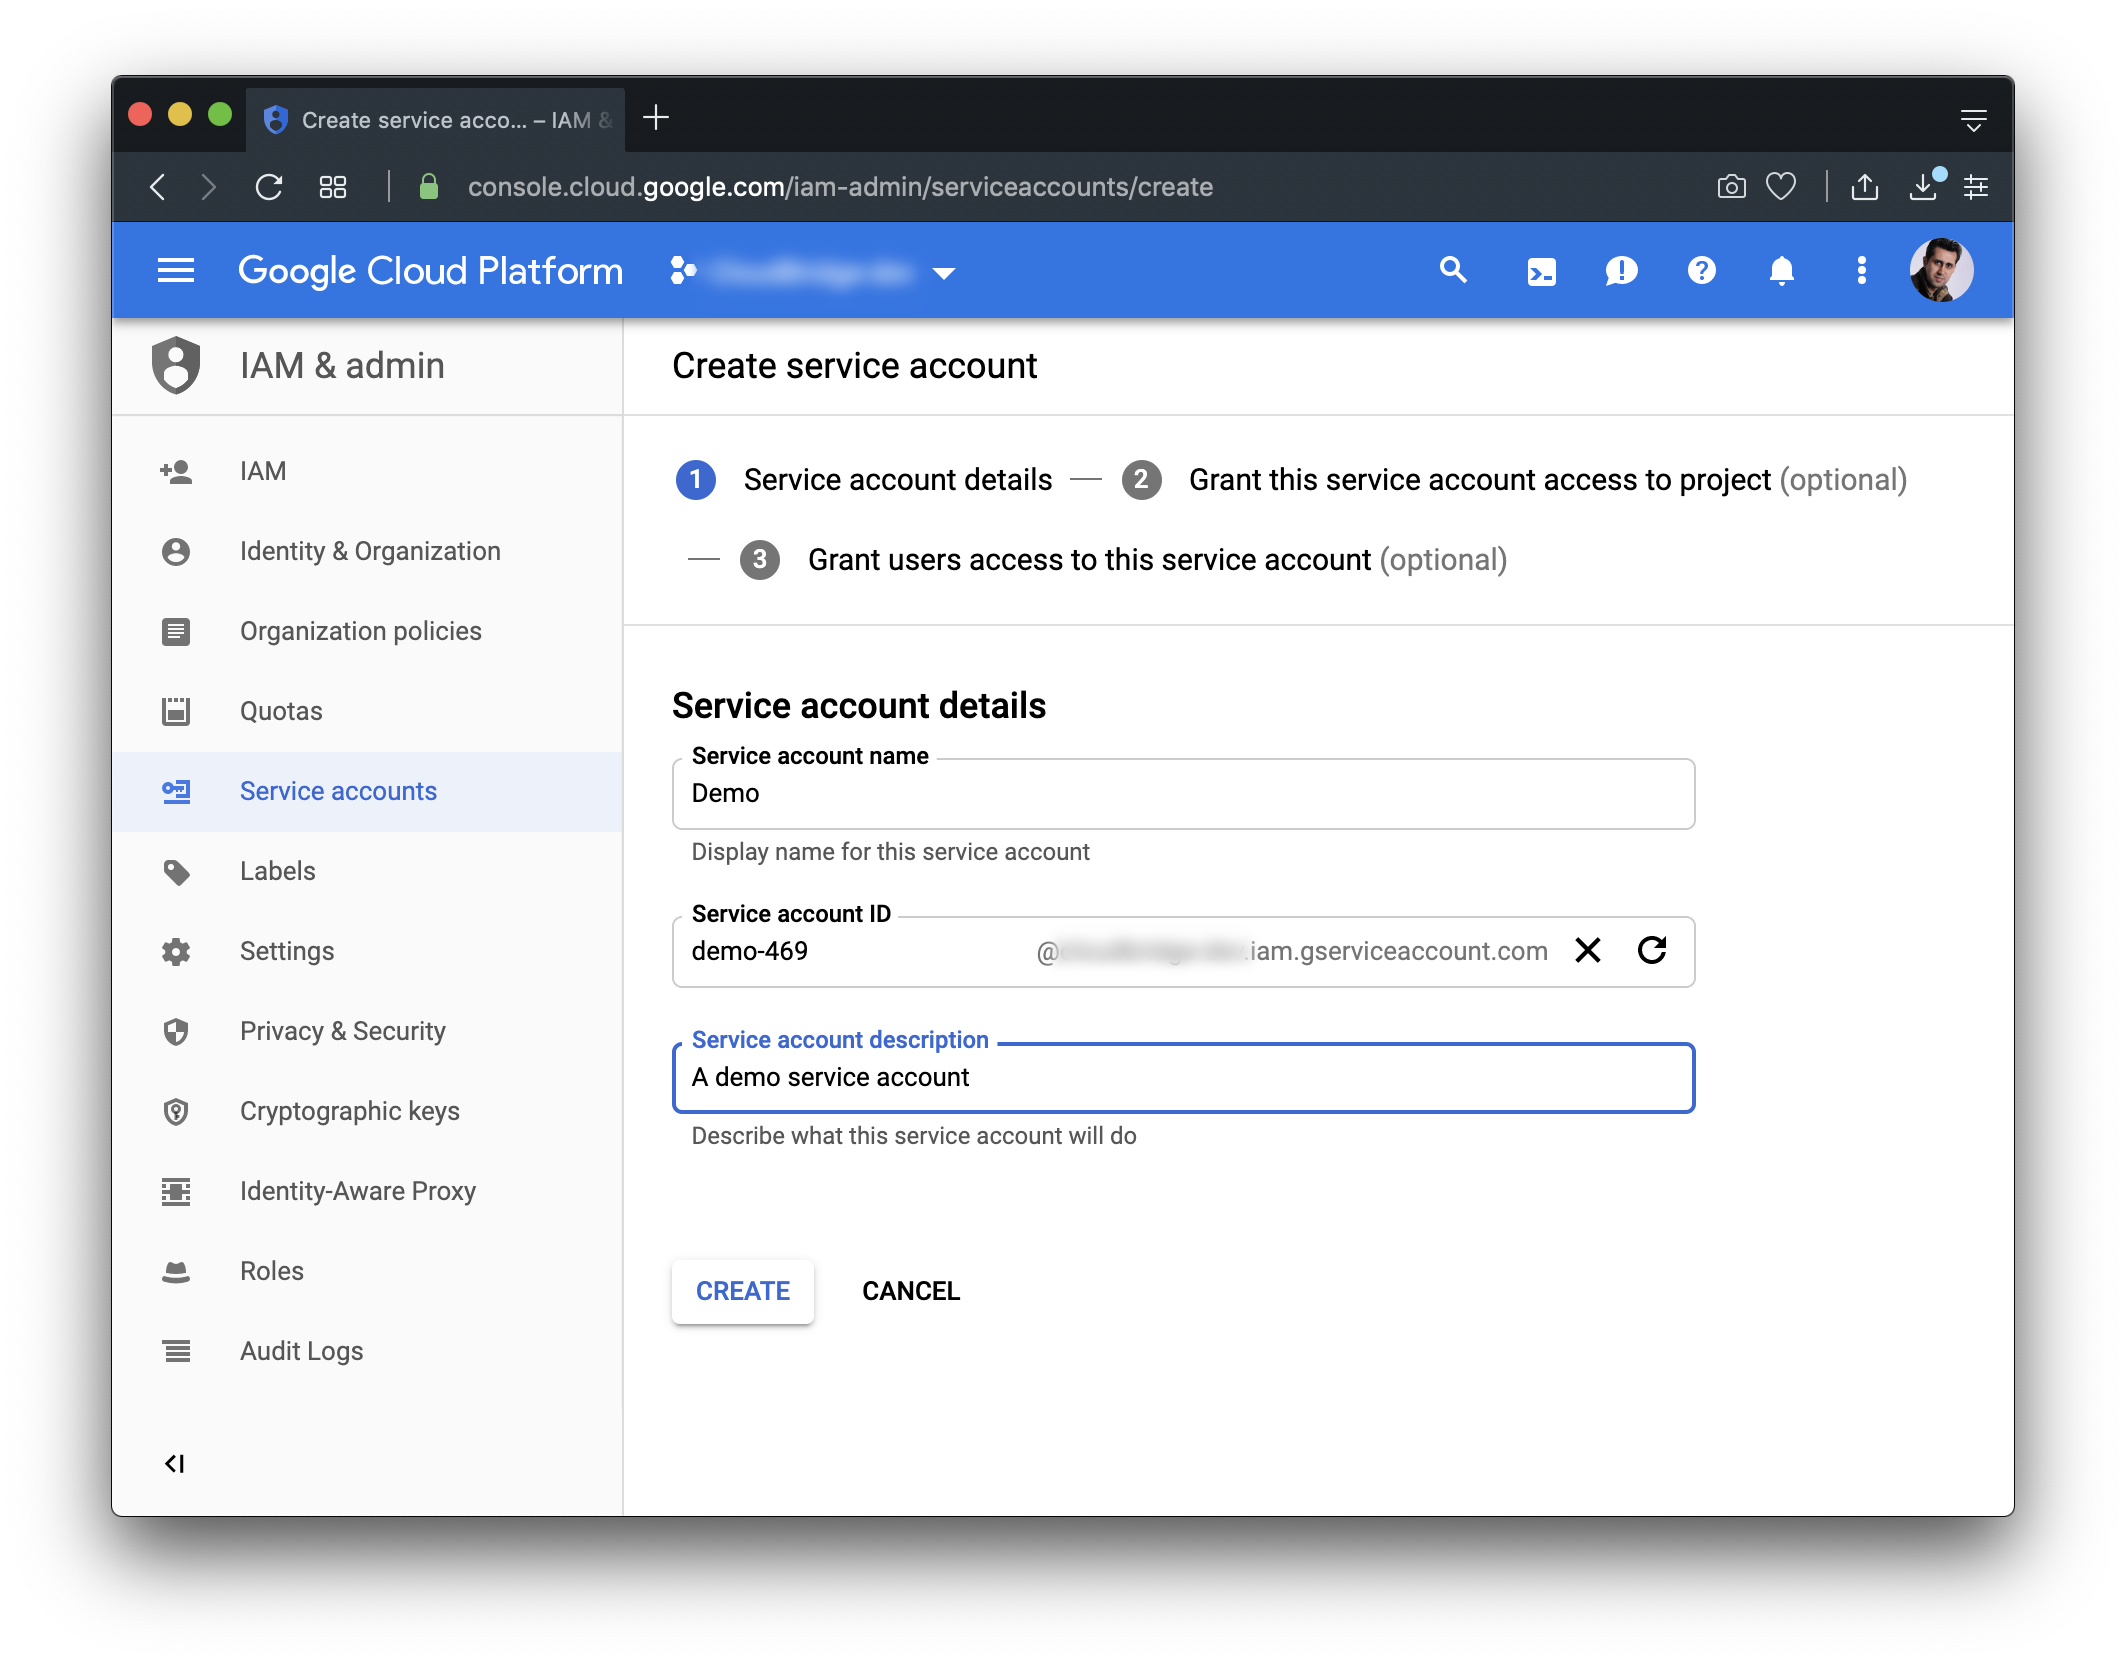 Create service acco... – IAM &
console.cloud.google.com/iam-admin/serviceaccounts/create
Google Cloud Platform
IAM & admin
Create service account
IAM
Identity & Organization
Organization policies
Quotas
Service accounts
Labels
Settings
Privacy & Security
Cryptographic keys
Identity-Aware Proxy
Roles
Audit Logs
1 Service account details — 2 Grant this service account access to project (optional)
— 3 Grant users access to this service account (optional)
Service account details
Service account name
Demo
Display name for this service account
Service account ID
demo-469 @ .iam.gserviceaccount.com
Service account description
A demo service account
Describe what this service account will do
CREATE CANCEL